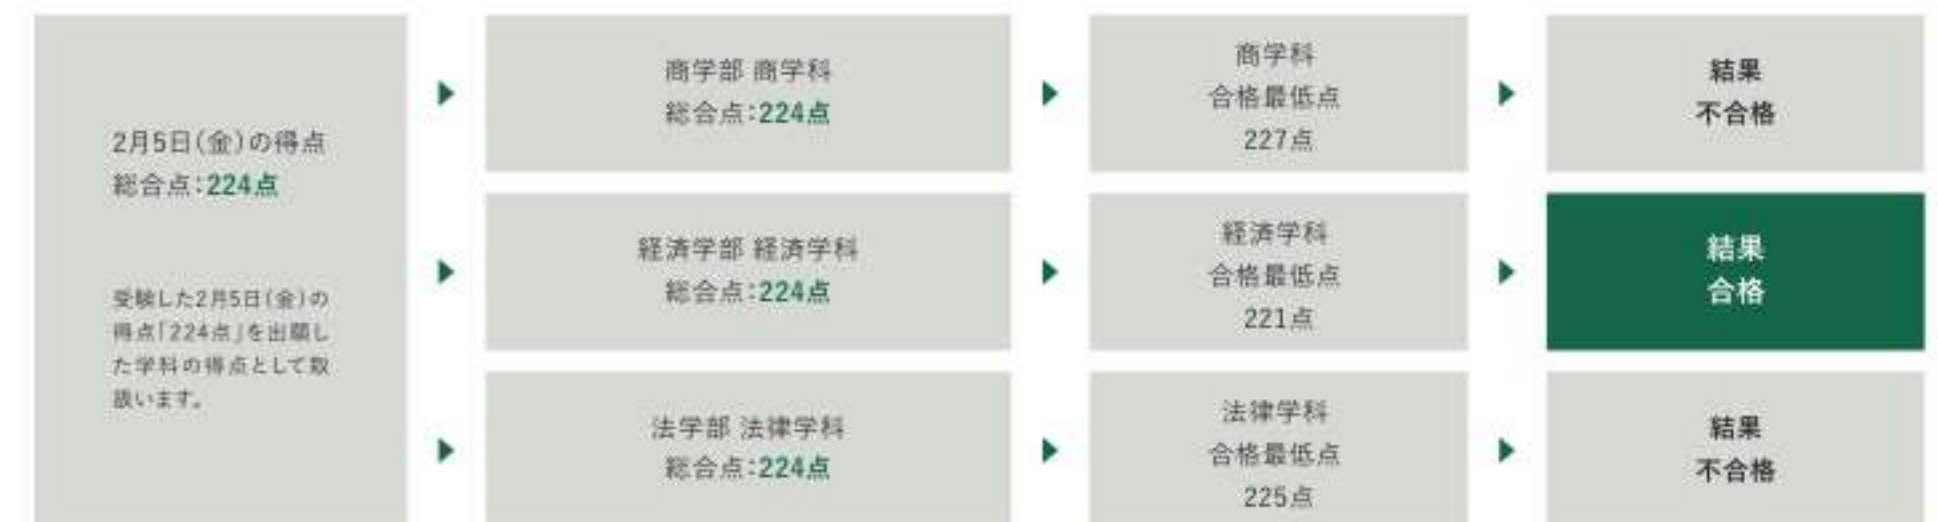 2月5日(金)の得点
総合点:224点
受験した2月5日(金)の
得点「224点」を出願し
た学科の得点として取
扱います。
商学部 商学科
総合点:224点
商学科
合格最低点
227点
結果
不合格
経済学部 経済学科
総合点:224点
経済学科
合格最低点
221点
結果
合格
法学部 法律学科
総合点:224点
法律学科
合格最低点
225点
結果
不合格